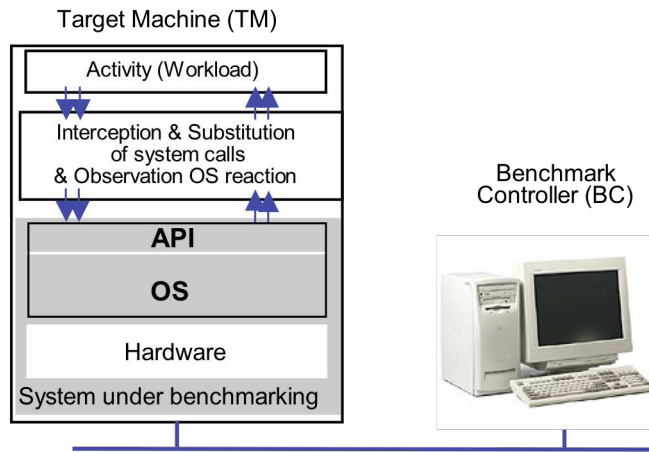 Target Machine (TM)
Activity (Workload)
Interception & Substitution
of system calls
& Observation OS reaction
API
OS
Hardware
System under benchmarking
Benchmark
Controller (BC)